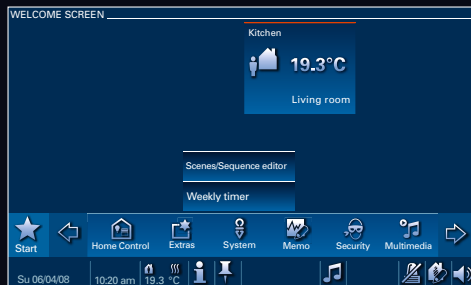 WELCOME SCREEN
Kitchen
19.3°C
Living room
Scenes/Sequence editor
Weekly timer
Start Home Control Extras System Memo Security Multimedia
Su 06/04/08 10:20 am 19.3 °C